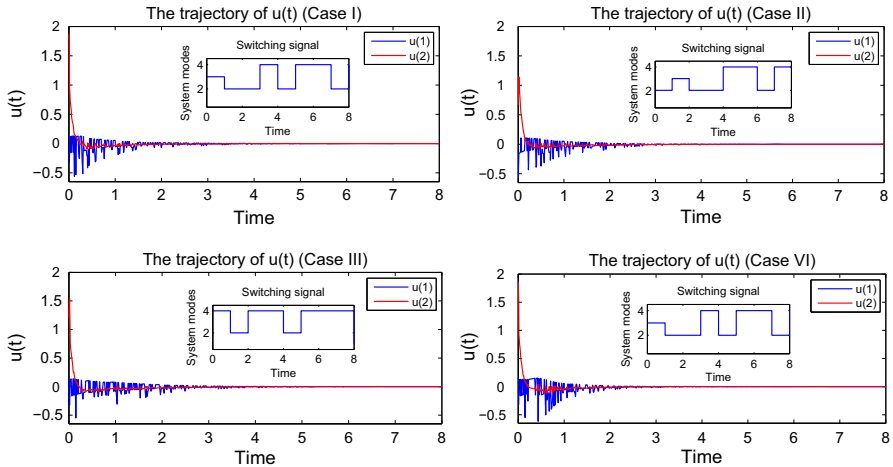 The trajectory of u(t) (Case I)
2
1.5
1
0.5
0
−0.5
u(t)
u(1)
u(2)
Switching signal
System modes
4
2
0 2 4 6 8
Time
0 1 2 3 4 5 6 7 8
Time
The trajectory of u(t) (Case II)
2
1.5
1
0.5
0
−0.5
u(t)
u(1)
u(2)
Switching signal
System modes
4
2
0 2 4 6 8
Time
0 1 2 3 4 5 6 7 8
Time
The trajectory of u(t) (Case III)
2
1.5
1
0.5
0
−0.5
u(t)
u(1)
u(2)
Switching signal
System modes
4
2
0 2 4 6 8
Time
0 1 2 3 4 5 6 7 8
Time
The trajectory of u(t) (Case VI)
2
1.5
1
0.5
0
−0.5
u(t)
u(1)
u(2)
Switching signal
System modes
4
2
0 2 4 6 8
Time
0 1 2 3 4 5 6 7 8
Time